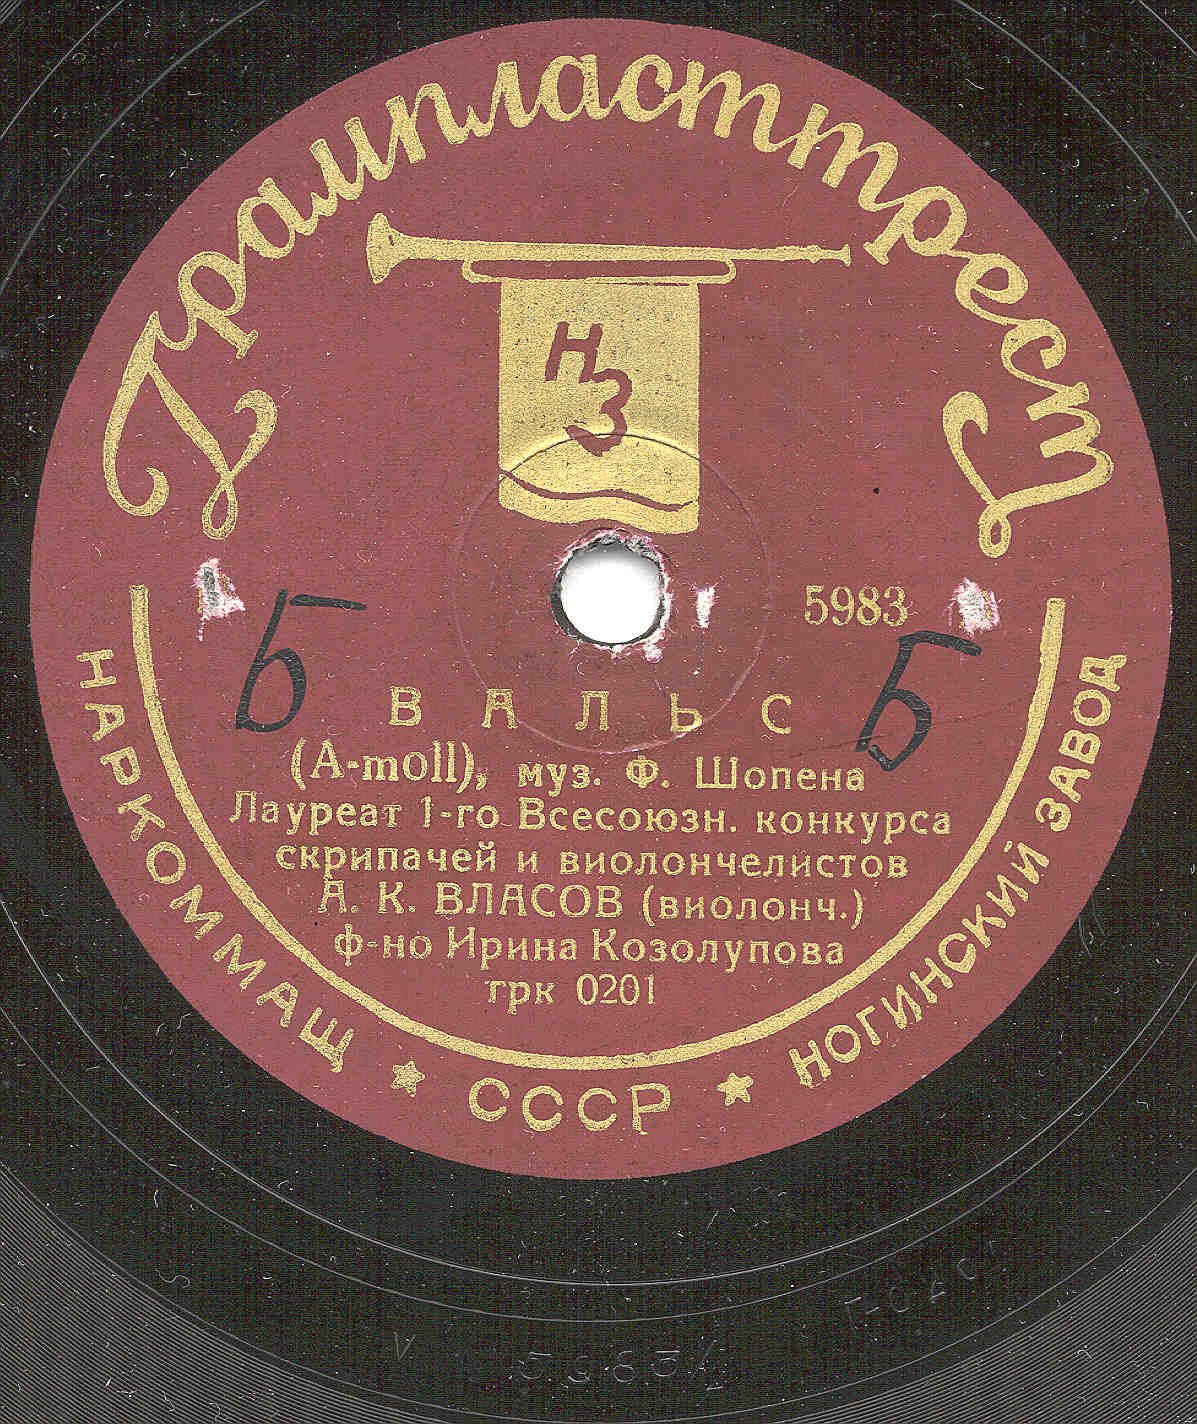 Грампласттрест
НЗ
5983
Б
Б
ВАЛЬС
(A-moll), муз. Ф. Шопена
Лауреат 1-го Всесоюзн. конкурса
скрипачей и виолончелистов
А. К. ВЛАСОВ (виолонч.)
ф-но Ирина Козолупова
грк 0201
НАРКОММАЩ ★ СССР ★ НОГИНСКИЙ ЗАВОД